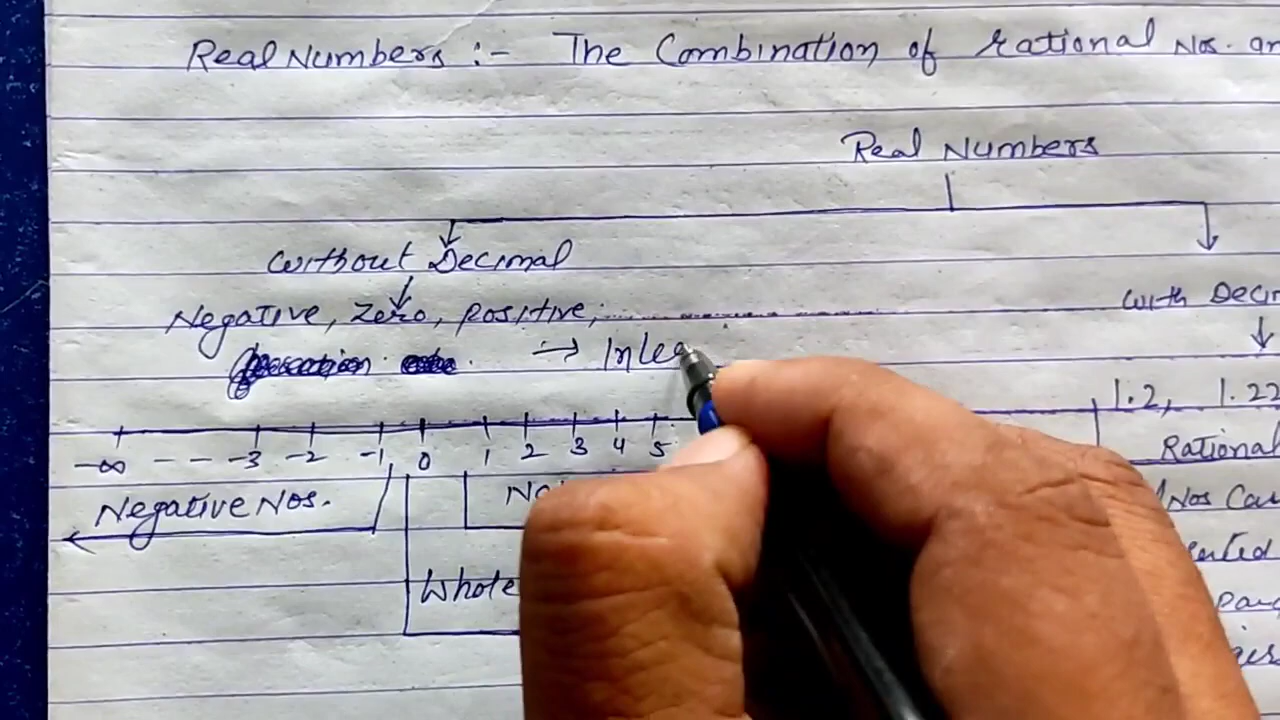 Real Numbers :- The Combination of rational Nos. an
Real Numbers
Without Decimal
Negative, Zero, Positive,
With Deci
→ Inte
1.2, 1.22
-∞ -- -3 -2 -1 0 1 2 3 4 5
Rational
Negative Nos.
Nos Can
Whole